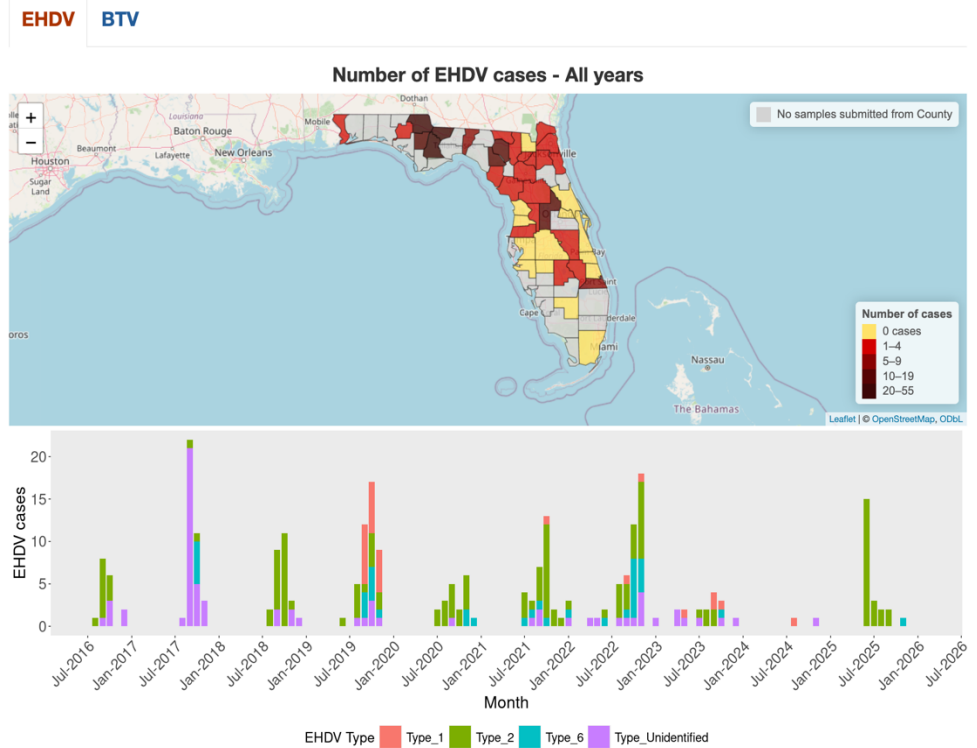 EHDV BTV
Number of EHDV cases - All years
+
−
No samples submitted from County
Dothan
Louisiana
Mobile
Baton Rouge
Beaumont
Lafayette
New Orleans
Houston
Sugar
Land
Cape
Lauderdale
Miami
Nassau
The Bahamas
oros
Number of cases
0 cases
1–4
5–9
10–19
20–55
Leaflet | © OpenStreetMap, ODbL
EHDV cases
20
15
10
5
0
Jul-2016 Jan-2017 Jul-2017 Jan-2018 Jul-2018 Jan-2019 Jul-2019 Jan-2020 Jul-2020 Jan-2021 Jul-2021 Jan-2022 Jul-2022 Jan-2023 Jul-2023 Jan-2024 Jul-2024 Jan-2025 Jul-2025 Jan-2026 Jul-2026
Month
EHDV Type Type_1 Type_2 Type_6 Type_Unidentified